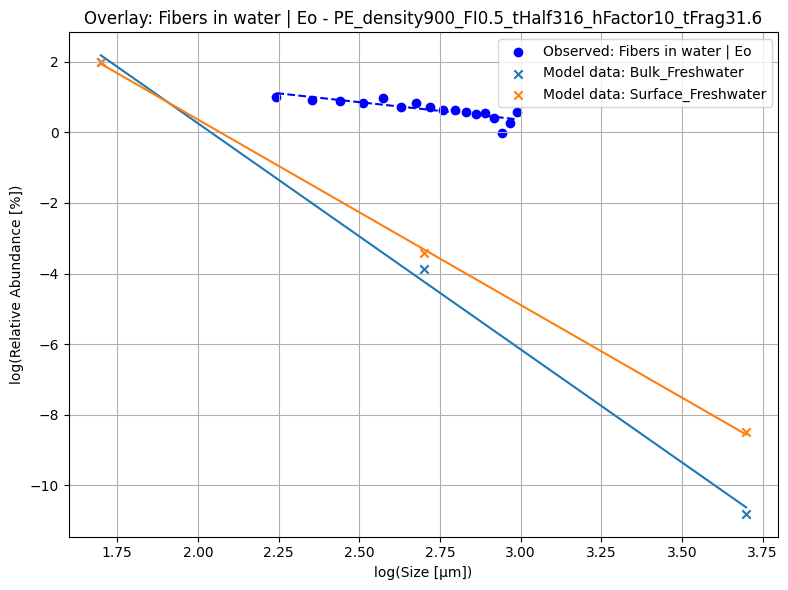 Overlay: Fibers in water | Eo - PE_density900_FI0.5_tHalf316_hFactor10_tFrag31.6
Observed: Fibers in water | Eo
Model data: Bulk_Freshwater
Model data: Surface_Freshwater
log(Relative Abundance [%])
2
0
−2
−4
−6
−8
−10
1.75 2.00 2.25 2.50 2.75 3.00 3.25 3.50 3.75
log(Size [µm])